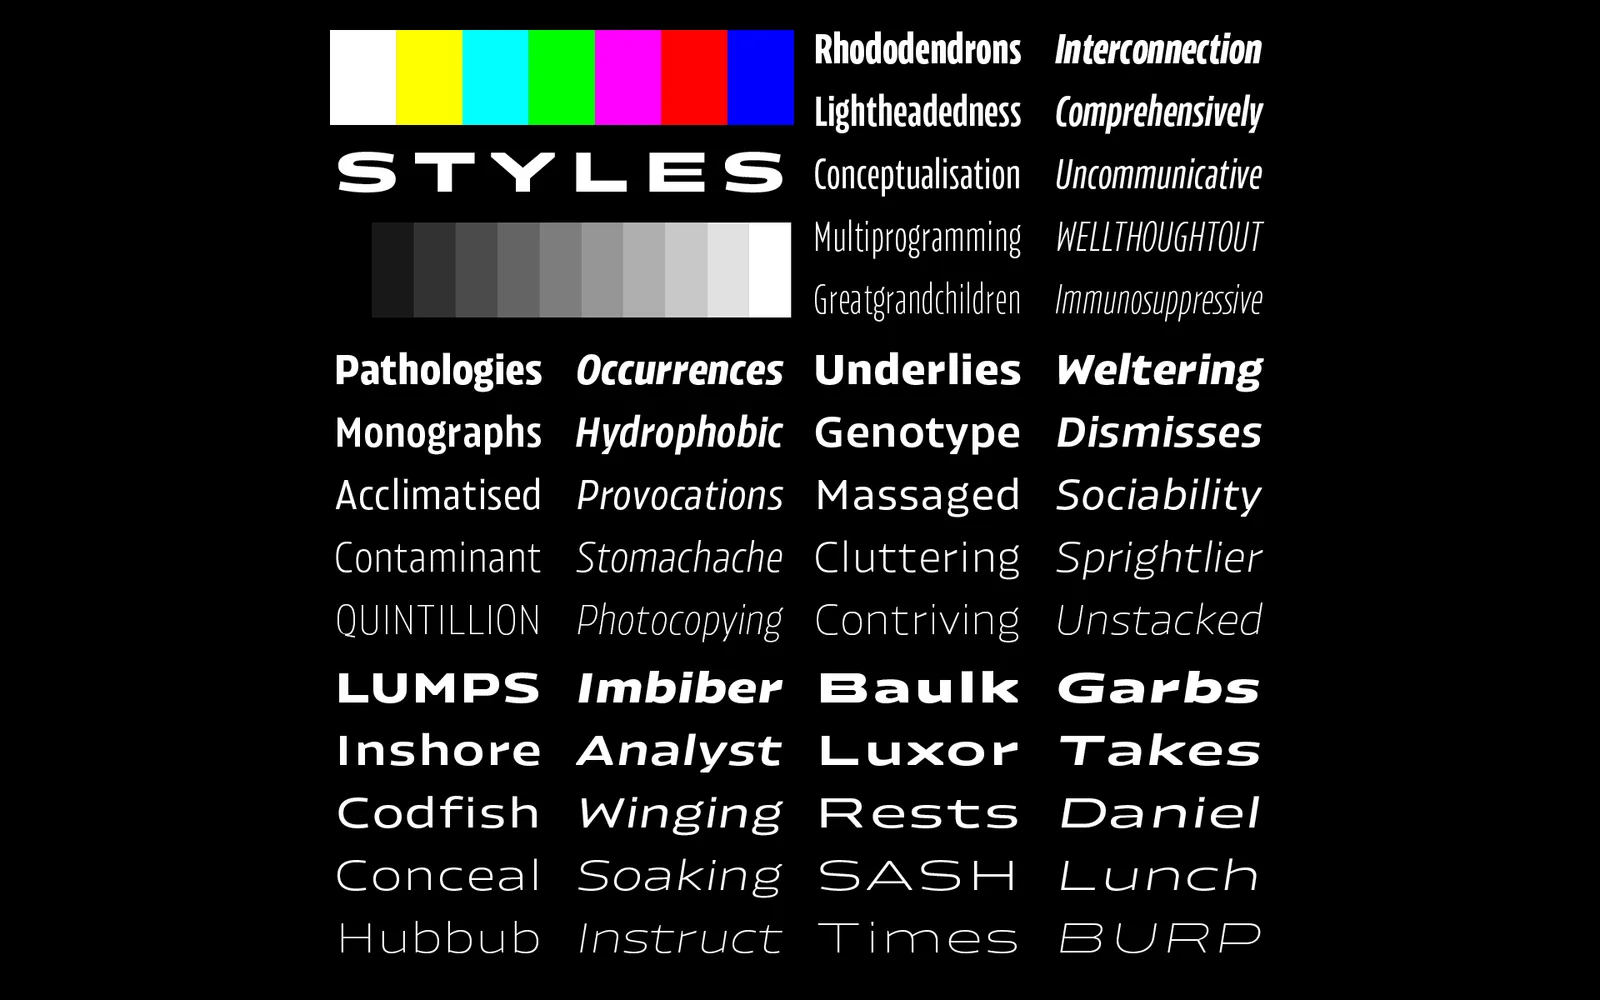 STYLES
Rhododendrons Interconnection
Lightheadedness Comprehensively
Conceptualisation Uncommunicative
Multiprogramming WELLTHOUGHTOUT
Greatgrandchildren Immunosuppressive
Pathologies Occurrences Underlies Weltering
Monographs Hydrophobic Genotype Dismisses
Acclimatised Provocations Massaged Sociability
Contaminant Stomachache Cluttering Sprightlier
QUINTILLION Photocopying Contriving Unstacked
LUMPS Imbiber Baulk Garbs
Inshore Analyst Luxor Takes
Codfish Winging Rests Daniel
Conceal Soaking SASH Lunch
Hubbub Instruct Times BURP